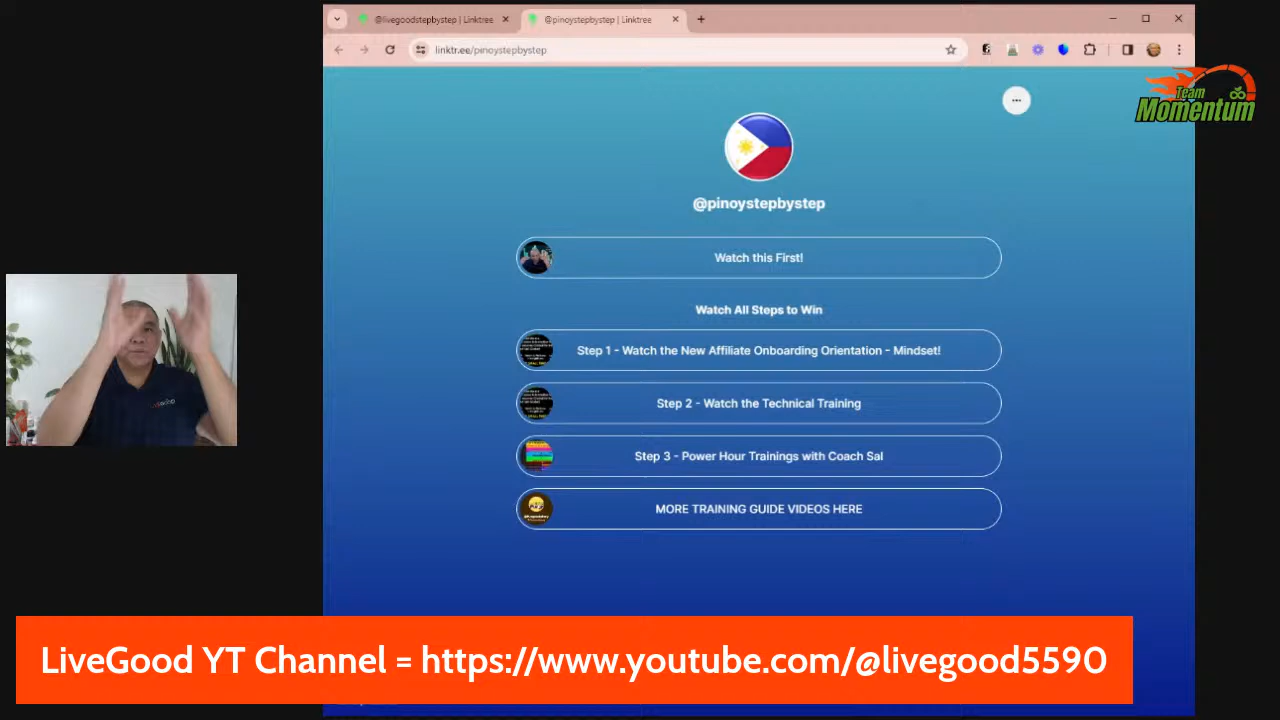 @livegoodstepbystep | Linktree
@pinoystepbystep | Linktree
linktr.ee/pinoystepbystep
Team
Momentum
@pinoystepbystep
Watch this First!
Watch All Steps to Win
Step 1 - Watch the New Affiliate Onboarding Orientation - Mindset!
Step 2 - Watch the Technical Training
Step 3 - Power Hour Trainings with Coach Sal
MORE TRAINING GUIDE VIDEOS HERE
LiveGood YT Channel = https://www.youtube.com/@livegood5590